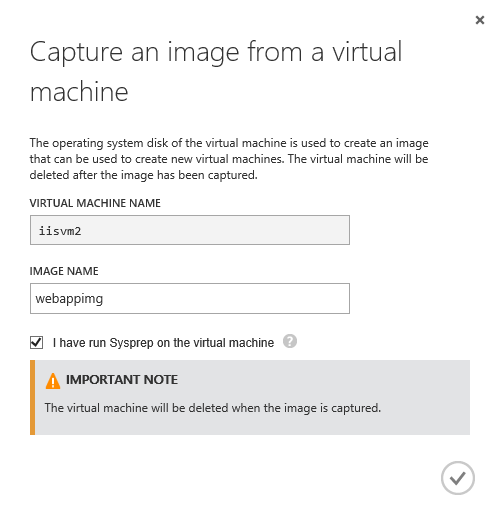 Capture an image from a virtual
machine
The operating system disk of the virtual machine is used to create an image
that can be used to create new virtual machines. The virtual machine will be
deleted after the image has been captured.
VIRTUAL MACHINE NAME
iisvm2
IMAGE NAME
webappimg
I have run Sysprep on the virtual machine ?
IMPORTANT NOTE
The virtual machine will be deleted when the image is captured.